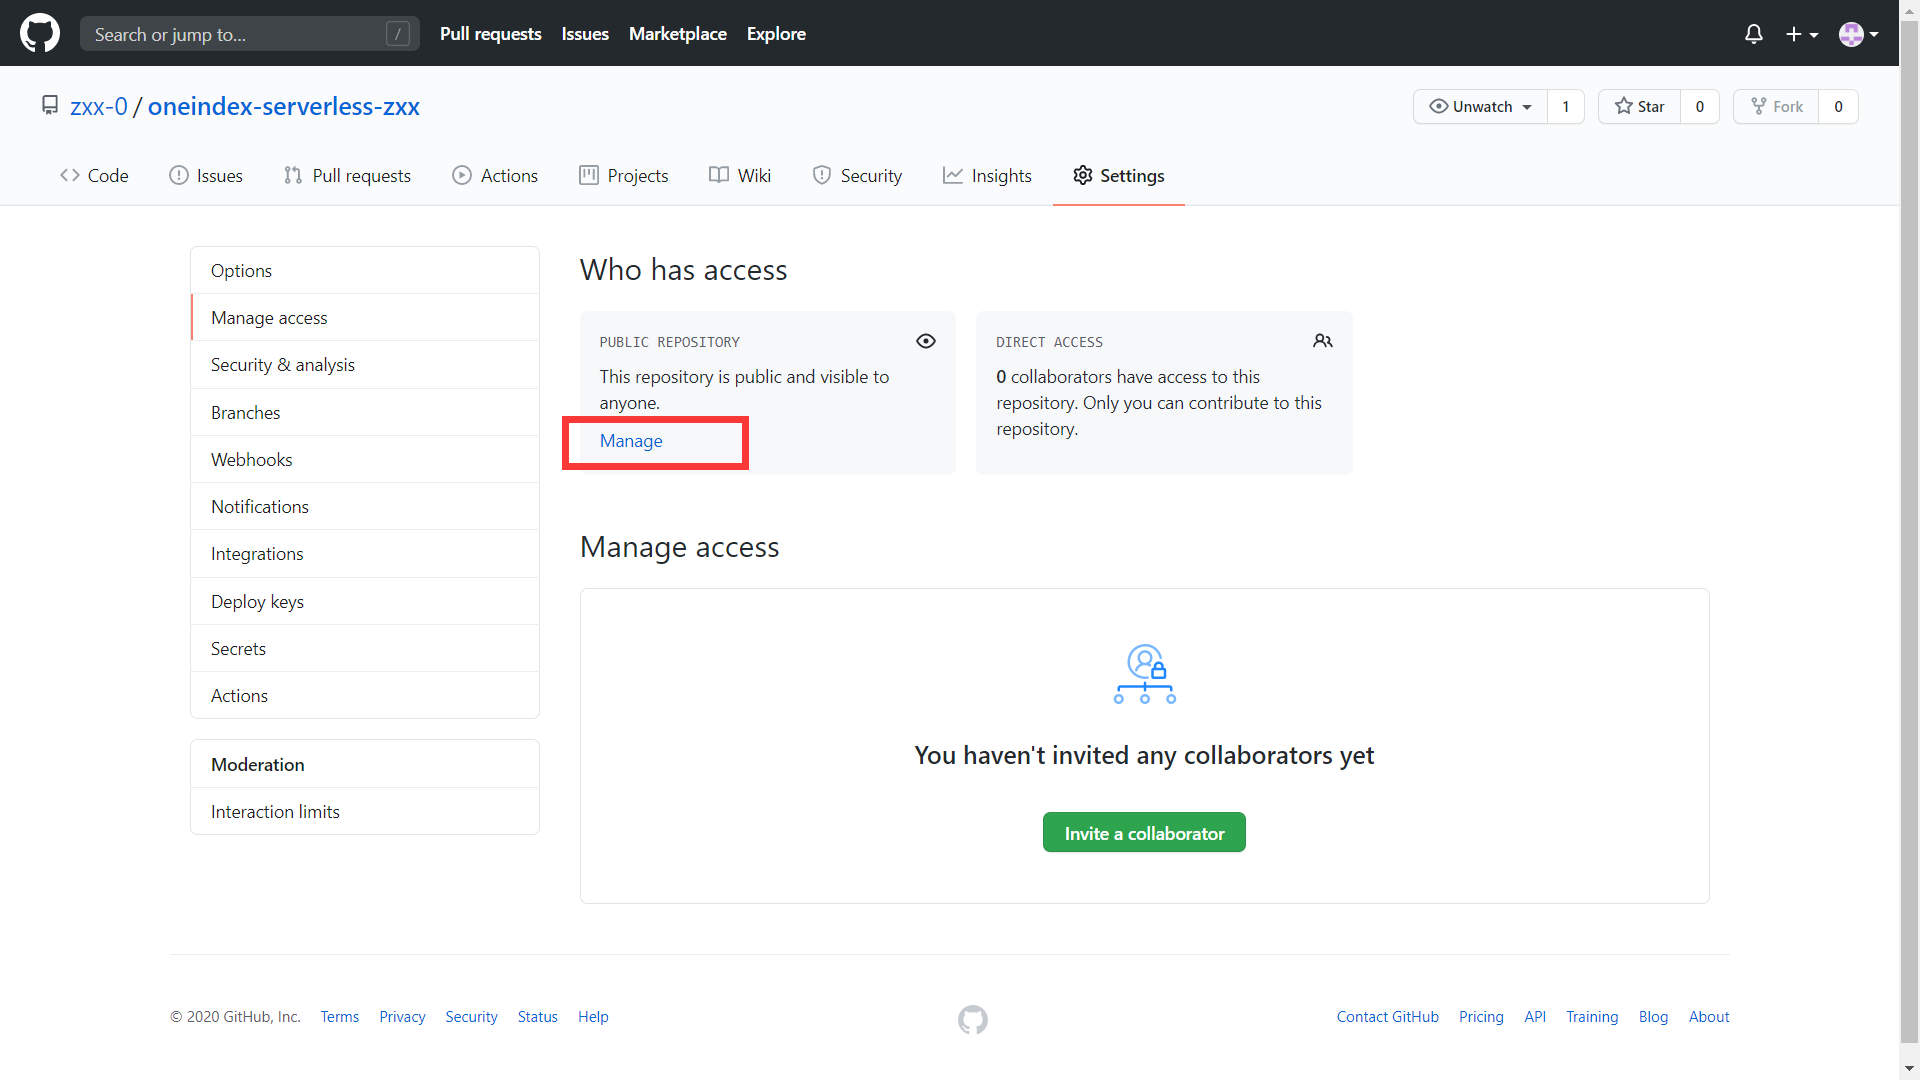 Search or jump to... /
Pull requests Issues Marketplace Explore
zxx-0 / oneindex-serverless-zxx
Unwatch 1 Star 0 Fork 0
Code Issues Pull requests Actions Projects Wiki Security Insights Settings
Options
Manage access
Security & analysis
Branches
Webhooks
Notifications
Integrations
Deploy keys
Secrets
Actions
Moderation
Interaction limits
Who has access
PUBLIC REPOSITORY
This repository is public and visible to
anyone.
Manage
DIRECT ACCESS
0 collaborators have access to this
repository. Only you can contribute to this
repository.
Manage access
You haven't invited any collaborators yet
Invite a collaborator
© 2020 GitHub, Inc. Terms Privacy Security Status Help
Contact GitHub Pricing API Training Blog About